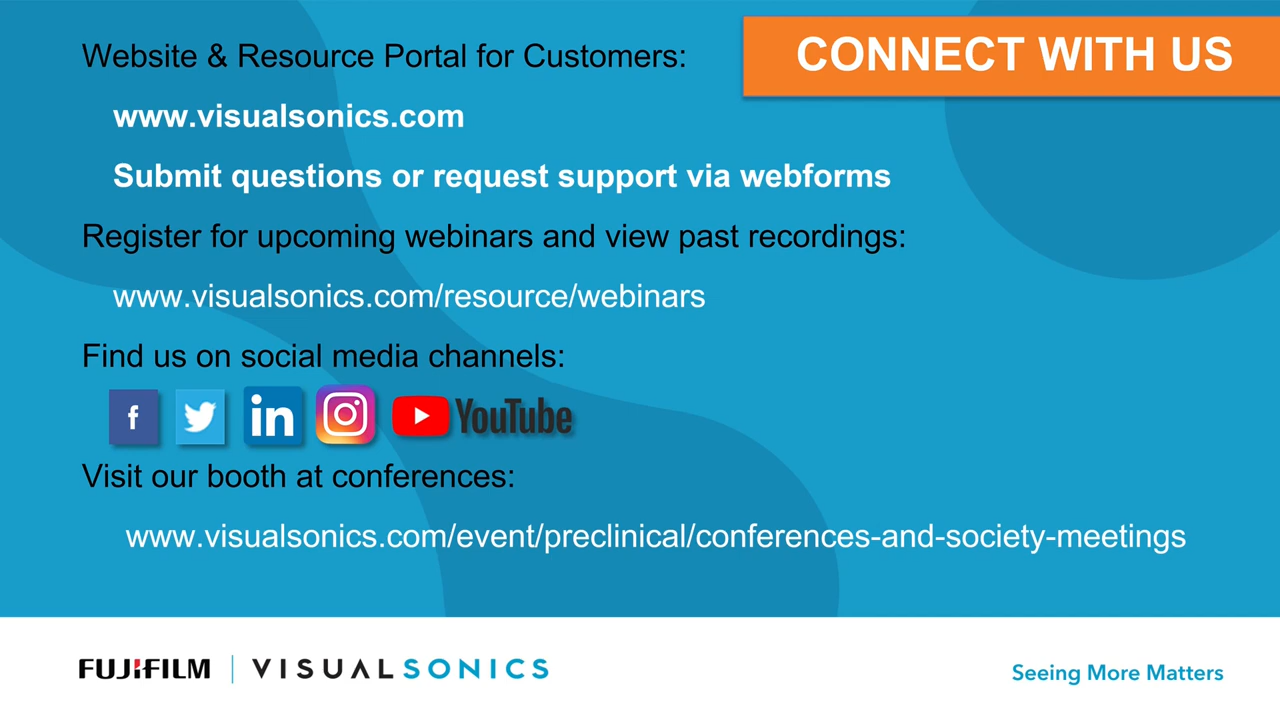 CONNECT WITH US
Website & Resource Portal for Customers:
www.visualsonics.com
Submit questions or request support via webforms
Register for upcoming webinars and view past recordings:
www.visualsonics.com/resource/webinars
Find us on social media channels:
f in YouTube
Visit our booth at conferences:
www.visualsonics.com/event/preclinical/conferences-and-society-meetings
FUJIFILM VISUALSONICS
Seeing More Matters